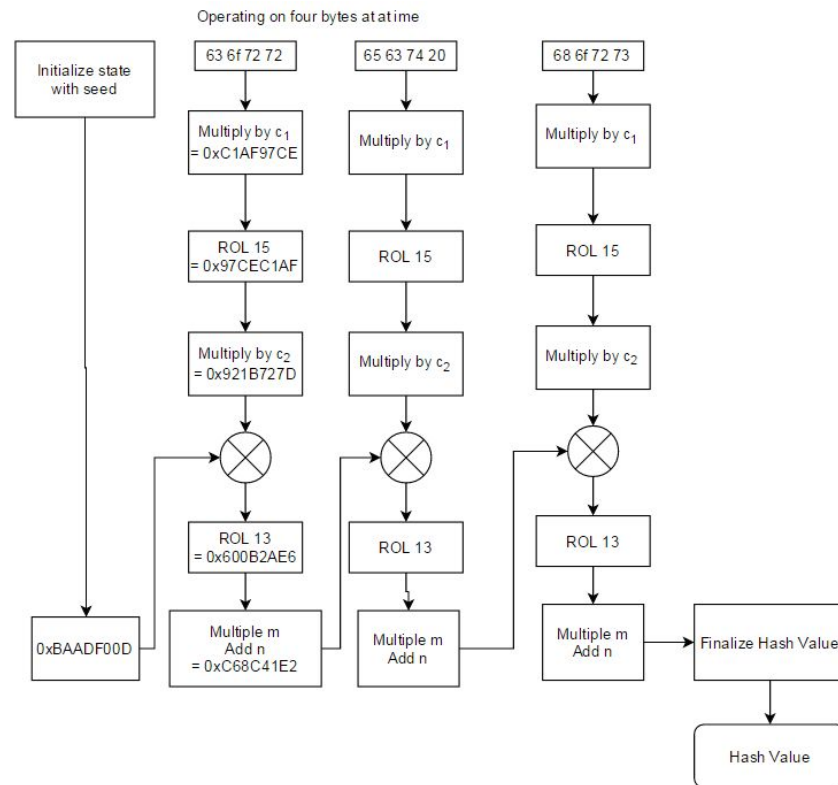 Operating on four bytes at at ime
Initialize state
with seed
63 6f 72 72
65 63 74 20
68 6f 72 73
Multiply by c₁
= 0xC1AF97CE
Multiply by c₁
Multiply by c₁
ROL 15
= 0x97CEC1AF
ROL 15
ROL 15
Multiply by c₂
= 0x921B727D
Multiply by c₂
Multiply by c₂
ROL 13
= 0x600B2AE6
ROL 13
ROL 13
0xBAADF00D
Multiple m
Add n
= 0xC68C41E2
Multiple m
Add n
Multiple m
Add n
Finalize Hash Value
Hash Value